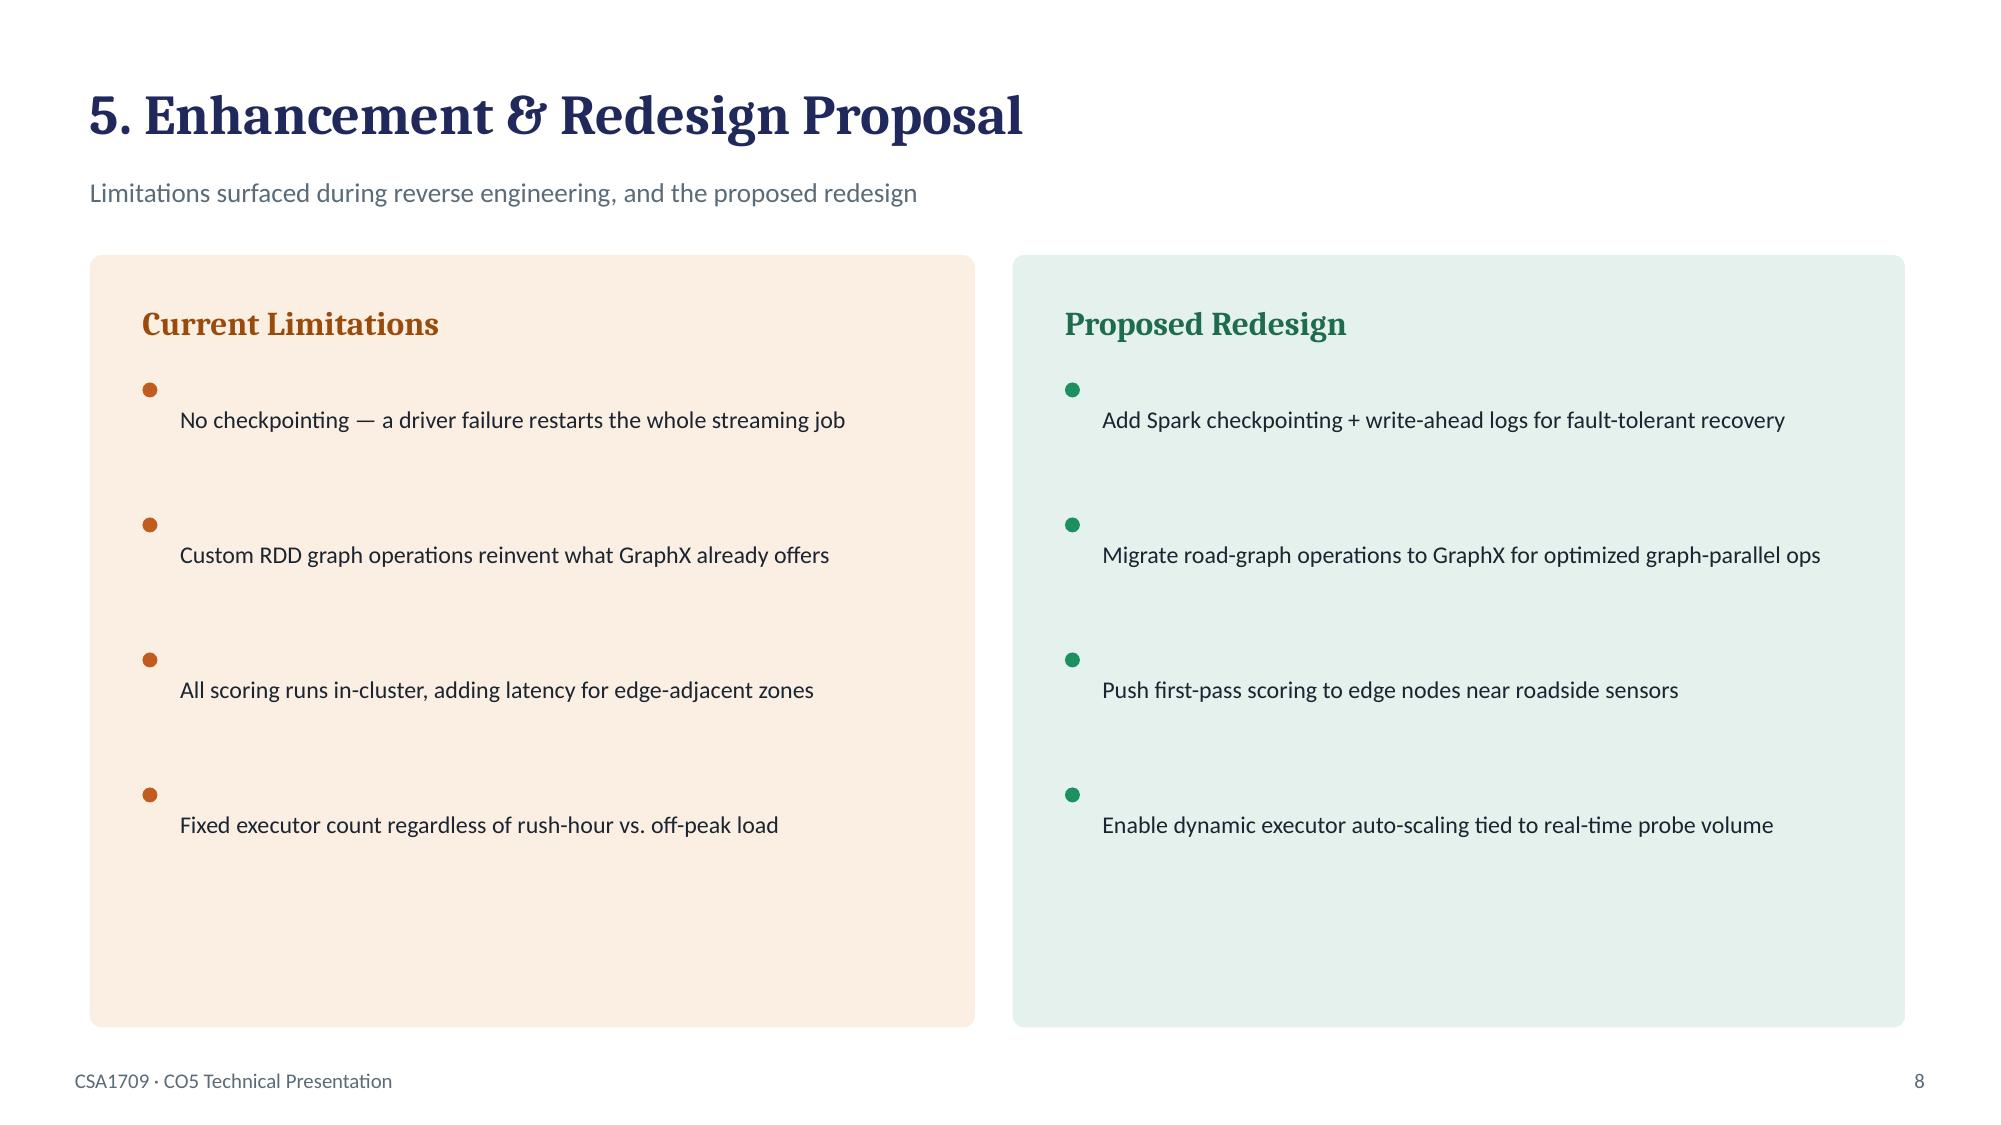 5. Enhancement & Redesign Proposal
Limitations surfaced during reverse engineering, and the proposed redesign
Current Limitations
No checkpointing — a driver failure restarts the whole streaming job
Custom RDD graph operations reinvent what GraphX already offers
All scoring runs in-cluster, adding latency for edge-adjacent zones
Fixed executor count regardless of rush-hour vs. off-peak load
Proposed Redesign
Add Spark checkpointing + write-ahead logs for fault-tolerant recovery
Migrate road-graph operations to GraphX for optimized graph-parallel ops
Push first-pass scoring to edge nodes near roadside sensors
Enable dynamic executor auto-scaling tied to real-time probe volume
CSA1709 · CO5 Technical Presentation
8